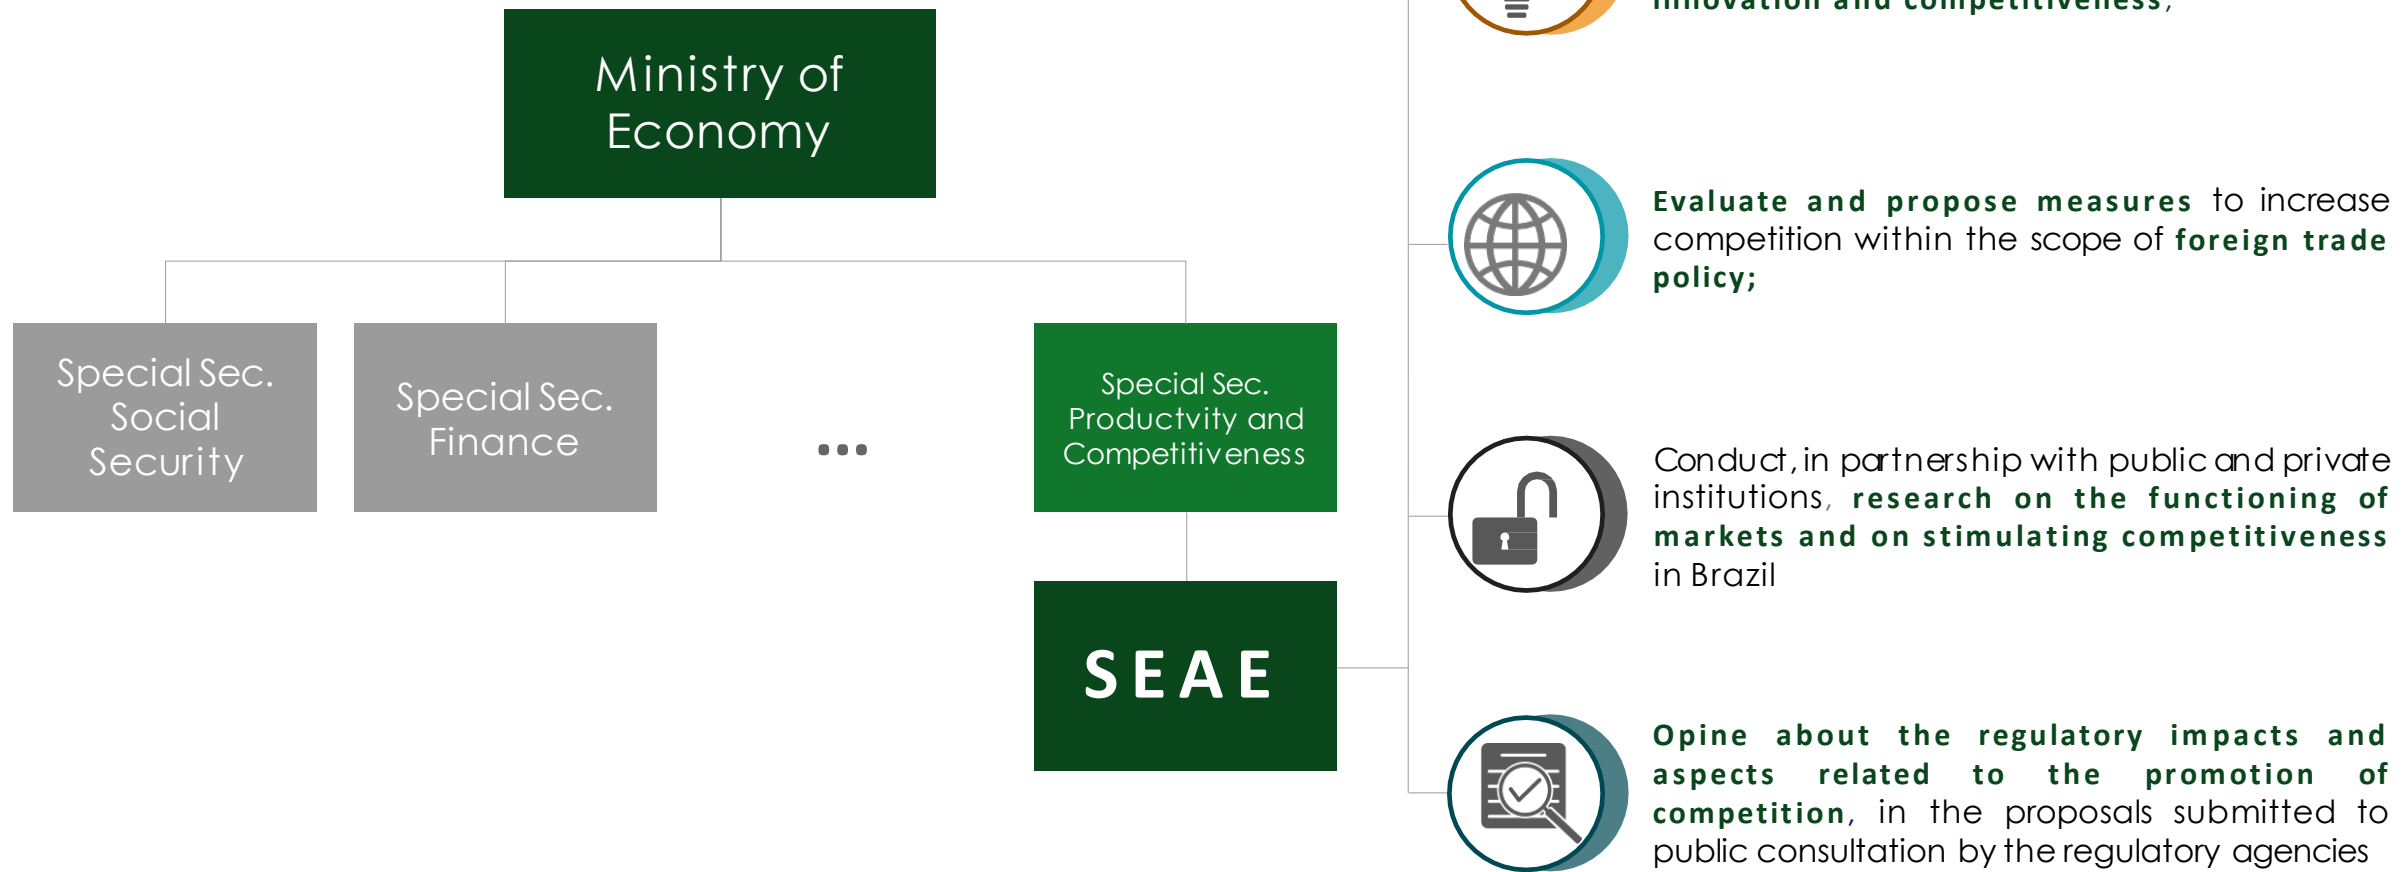 innovation and competitiveness;
Ministry of
Economy
Evaluate and propose measures to increase
competition within the scope of foreign trade
policy;
Special Sec.
Social
Security
Special Sec.
Finance
...
Special Sec.
Productvity and
Competitiveness
Conduct, in partnership with public and private
institutions, research on the functioning of
markets and on stimulating competitiveness
in Brazil
SEAE
Opine about the regulatory impacts and
aspects related to the promotion of
competition, in the proposals submitted to
public consultation by the regulatory agencies